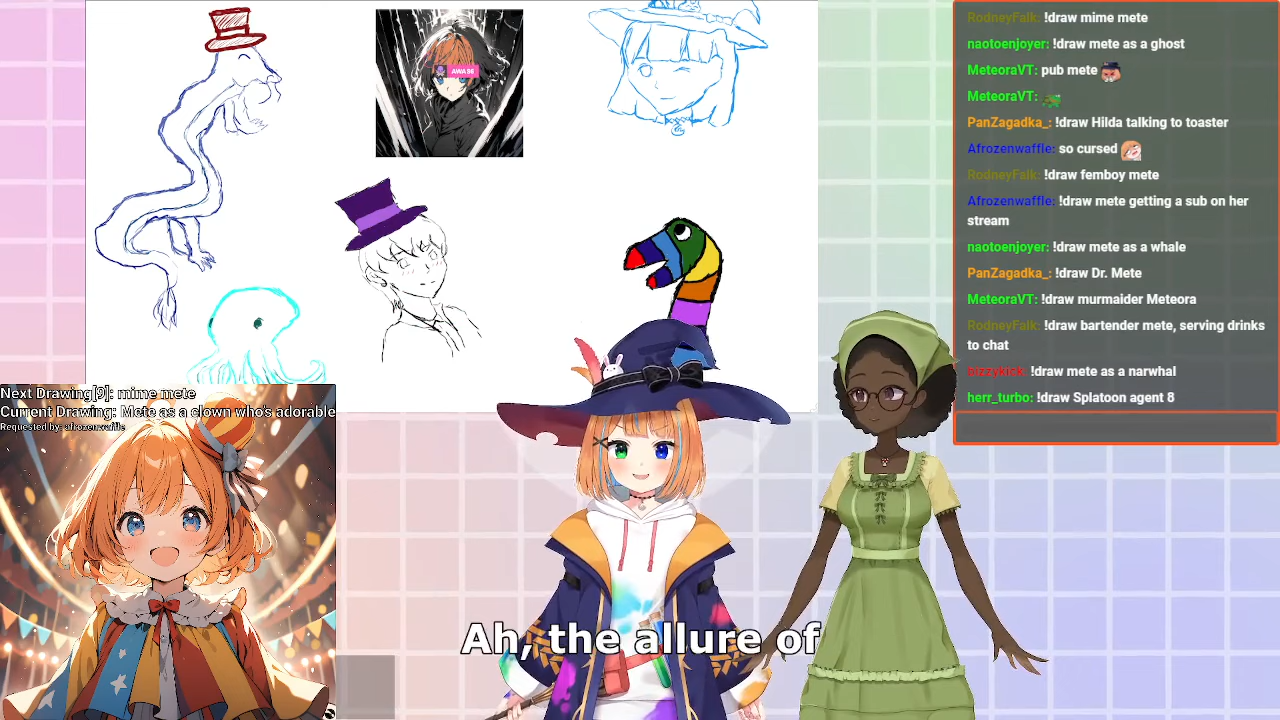 AWASE
RodneyFalk: !draw mime mete
naotoenjoyer: !draw mete as a ghost
MeteoraVT: pub mete
MeteoraVT:
PanZagadka_: !draw Hilda talking to toaster
Afrozenwaffle: so cursed
RodneyFalk: !draw femboy mete
Afrozenwaffle: !draw mete getting a sub on her
stream
naotoenjoyer: !draw mete as a whale
PanZagadka_: !draw Dr. Mete
MeteoraVT: !draw murmaider Meteora
RodneyFalk: !draw bartender mete, serving drinks
to chat
nizzykick: !draw mete as a narwhal
herr_turbo: !draw Splatoon agent 8
Next Drawing[9]: mime mete
Current Drawing: Mete as a clown who's adorable
Requested by: afrozenwaffle
Ah, the allure of